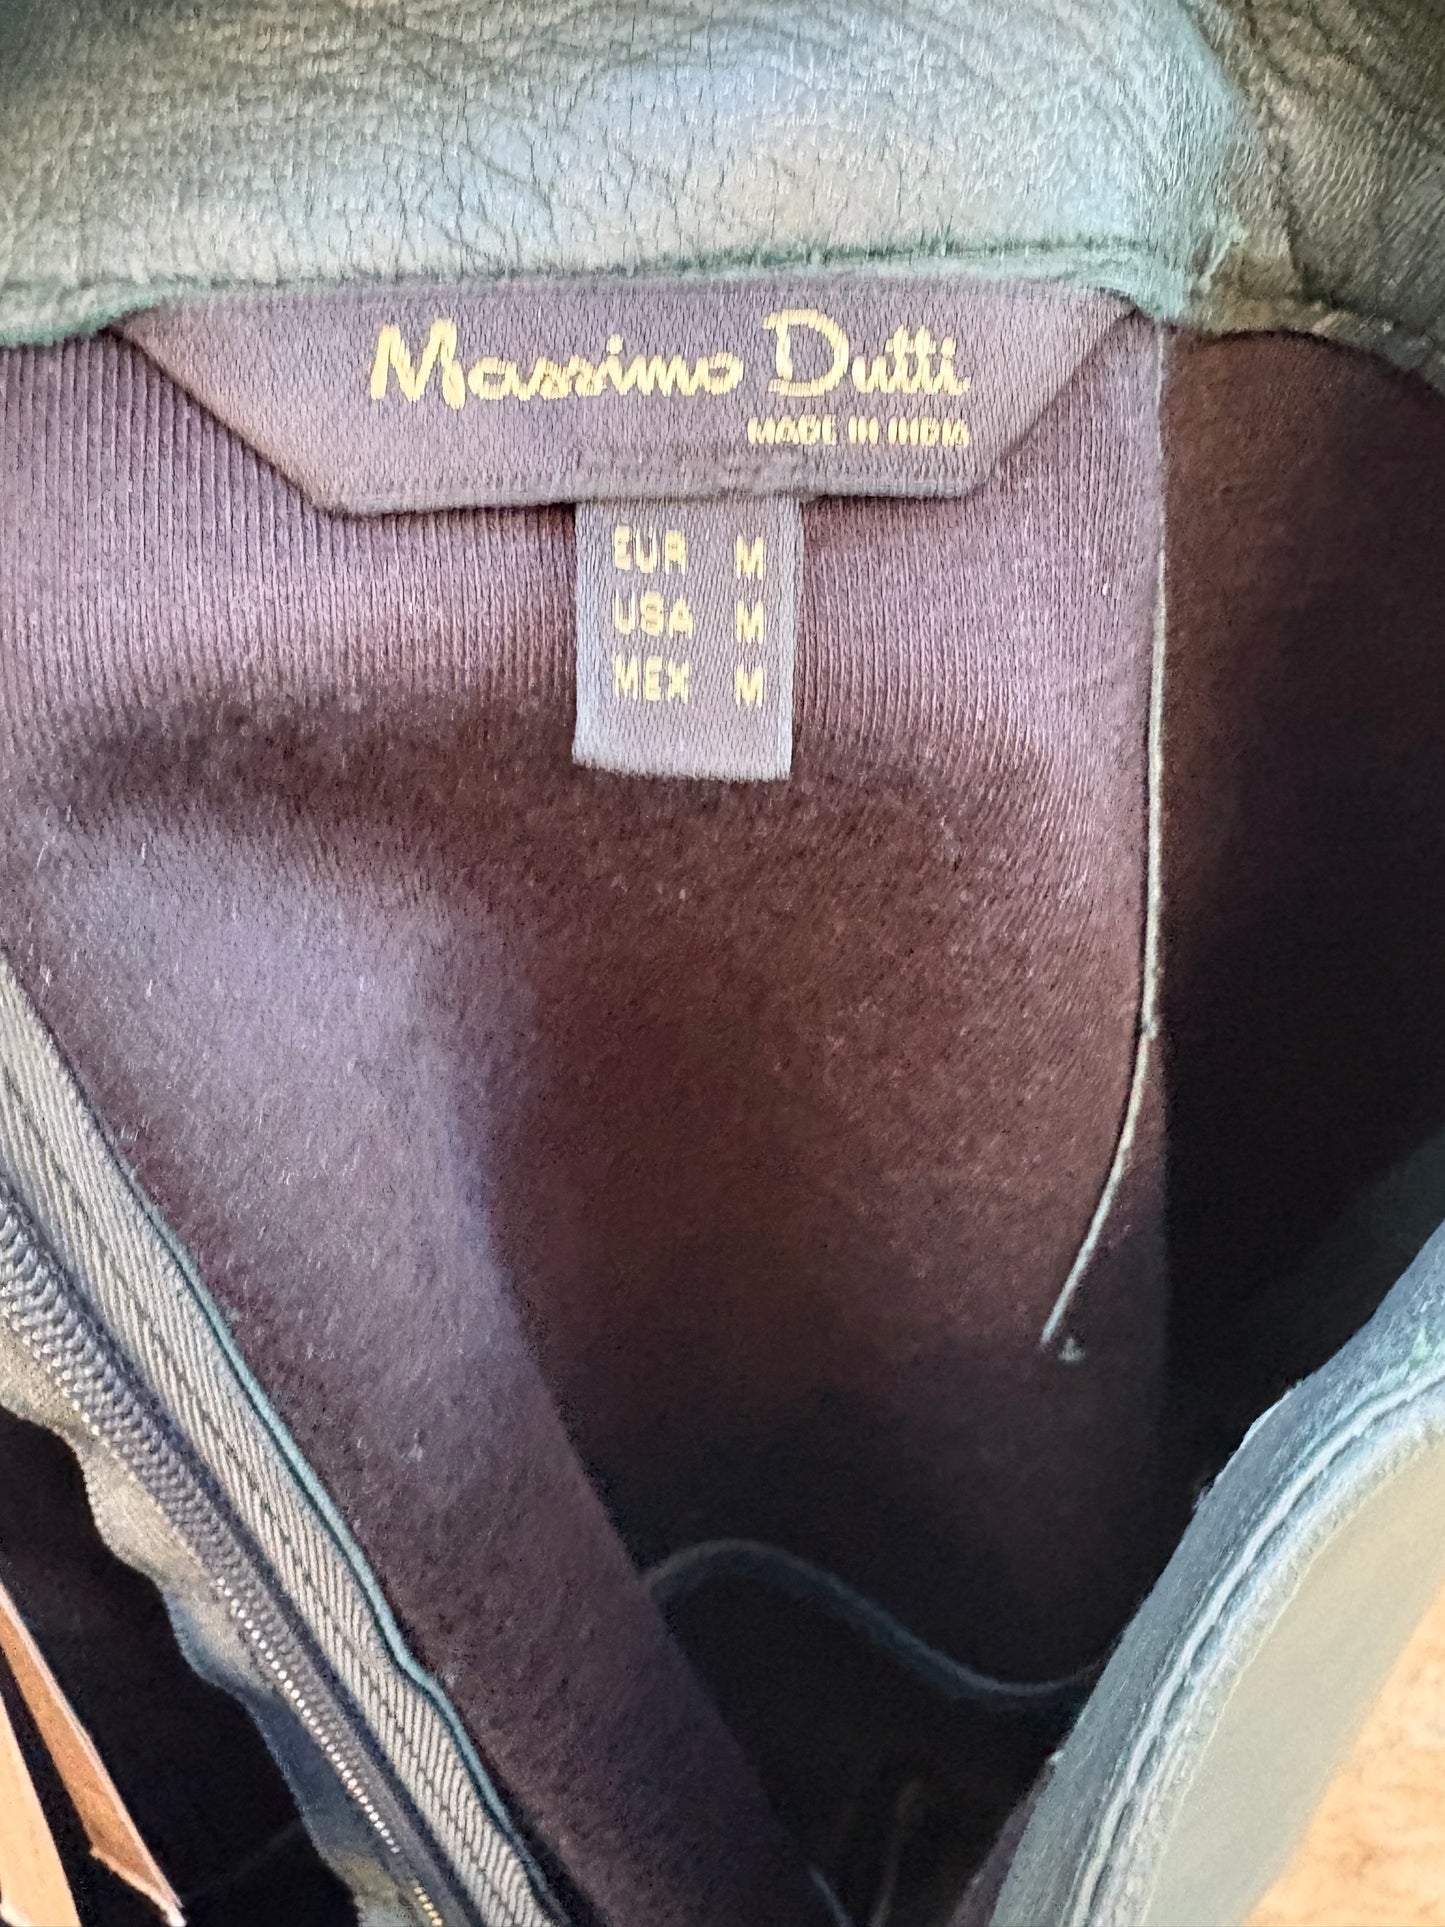 Massimo Dutti
MADE IN INDIA
EUR M
USA M
MEX M